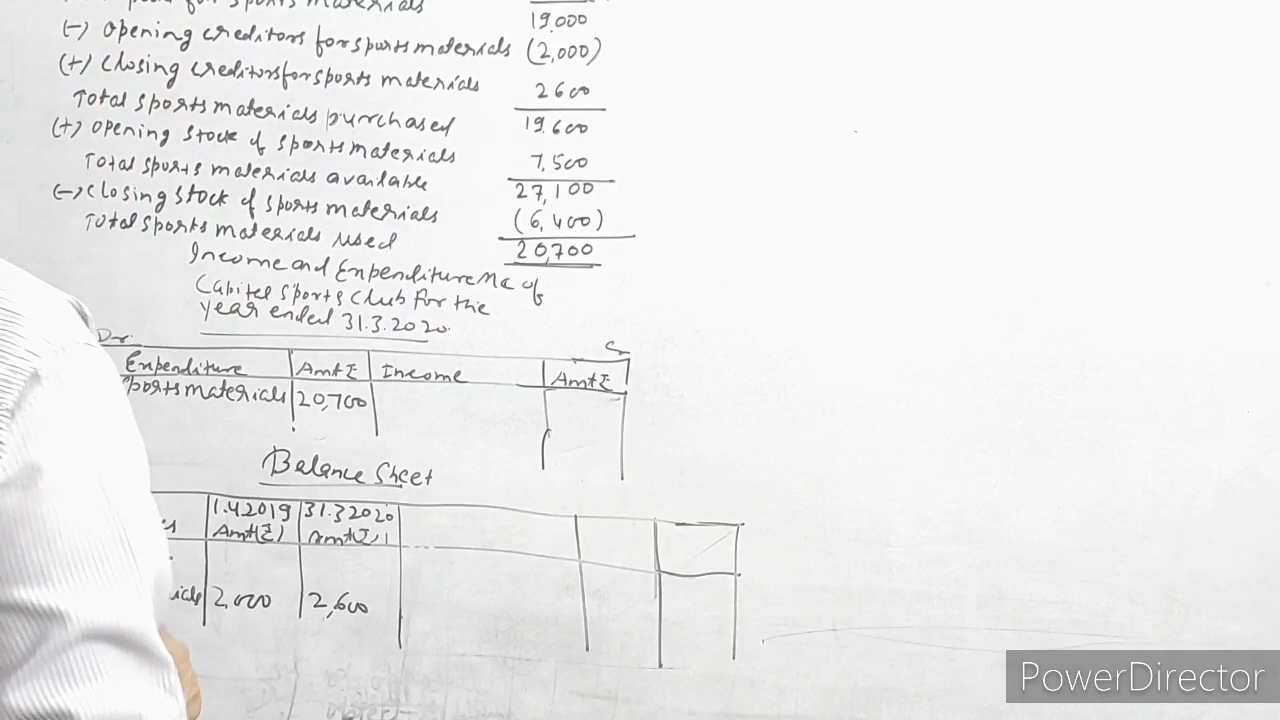 sports materials 19,000
(-) opening creditors for sports materials (2,000)
(+) closing creditors for sports materials 2600
Total sports materials purchased 19,600
(+) opening stock of sports materials 7,500
Total sports materials available 27,100
(-) closing stock of sports materials (6,400)
Total sports materials used 20,700
Income and Expenditure A/c of
Capital Sports Club for the
year ended 31.3.2020.
Dr. Cr
Expenditure Amt ₹ Income Amt ₹
sports materials 20,700
Balance Sheet
1.4.2019 31.3.2020
Amt(₹) Amt(₹)
ials 2,000 2,600
PowerDirector